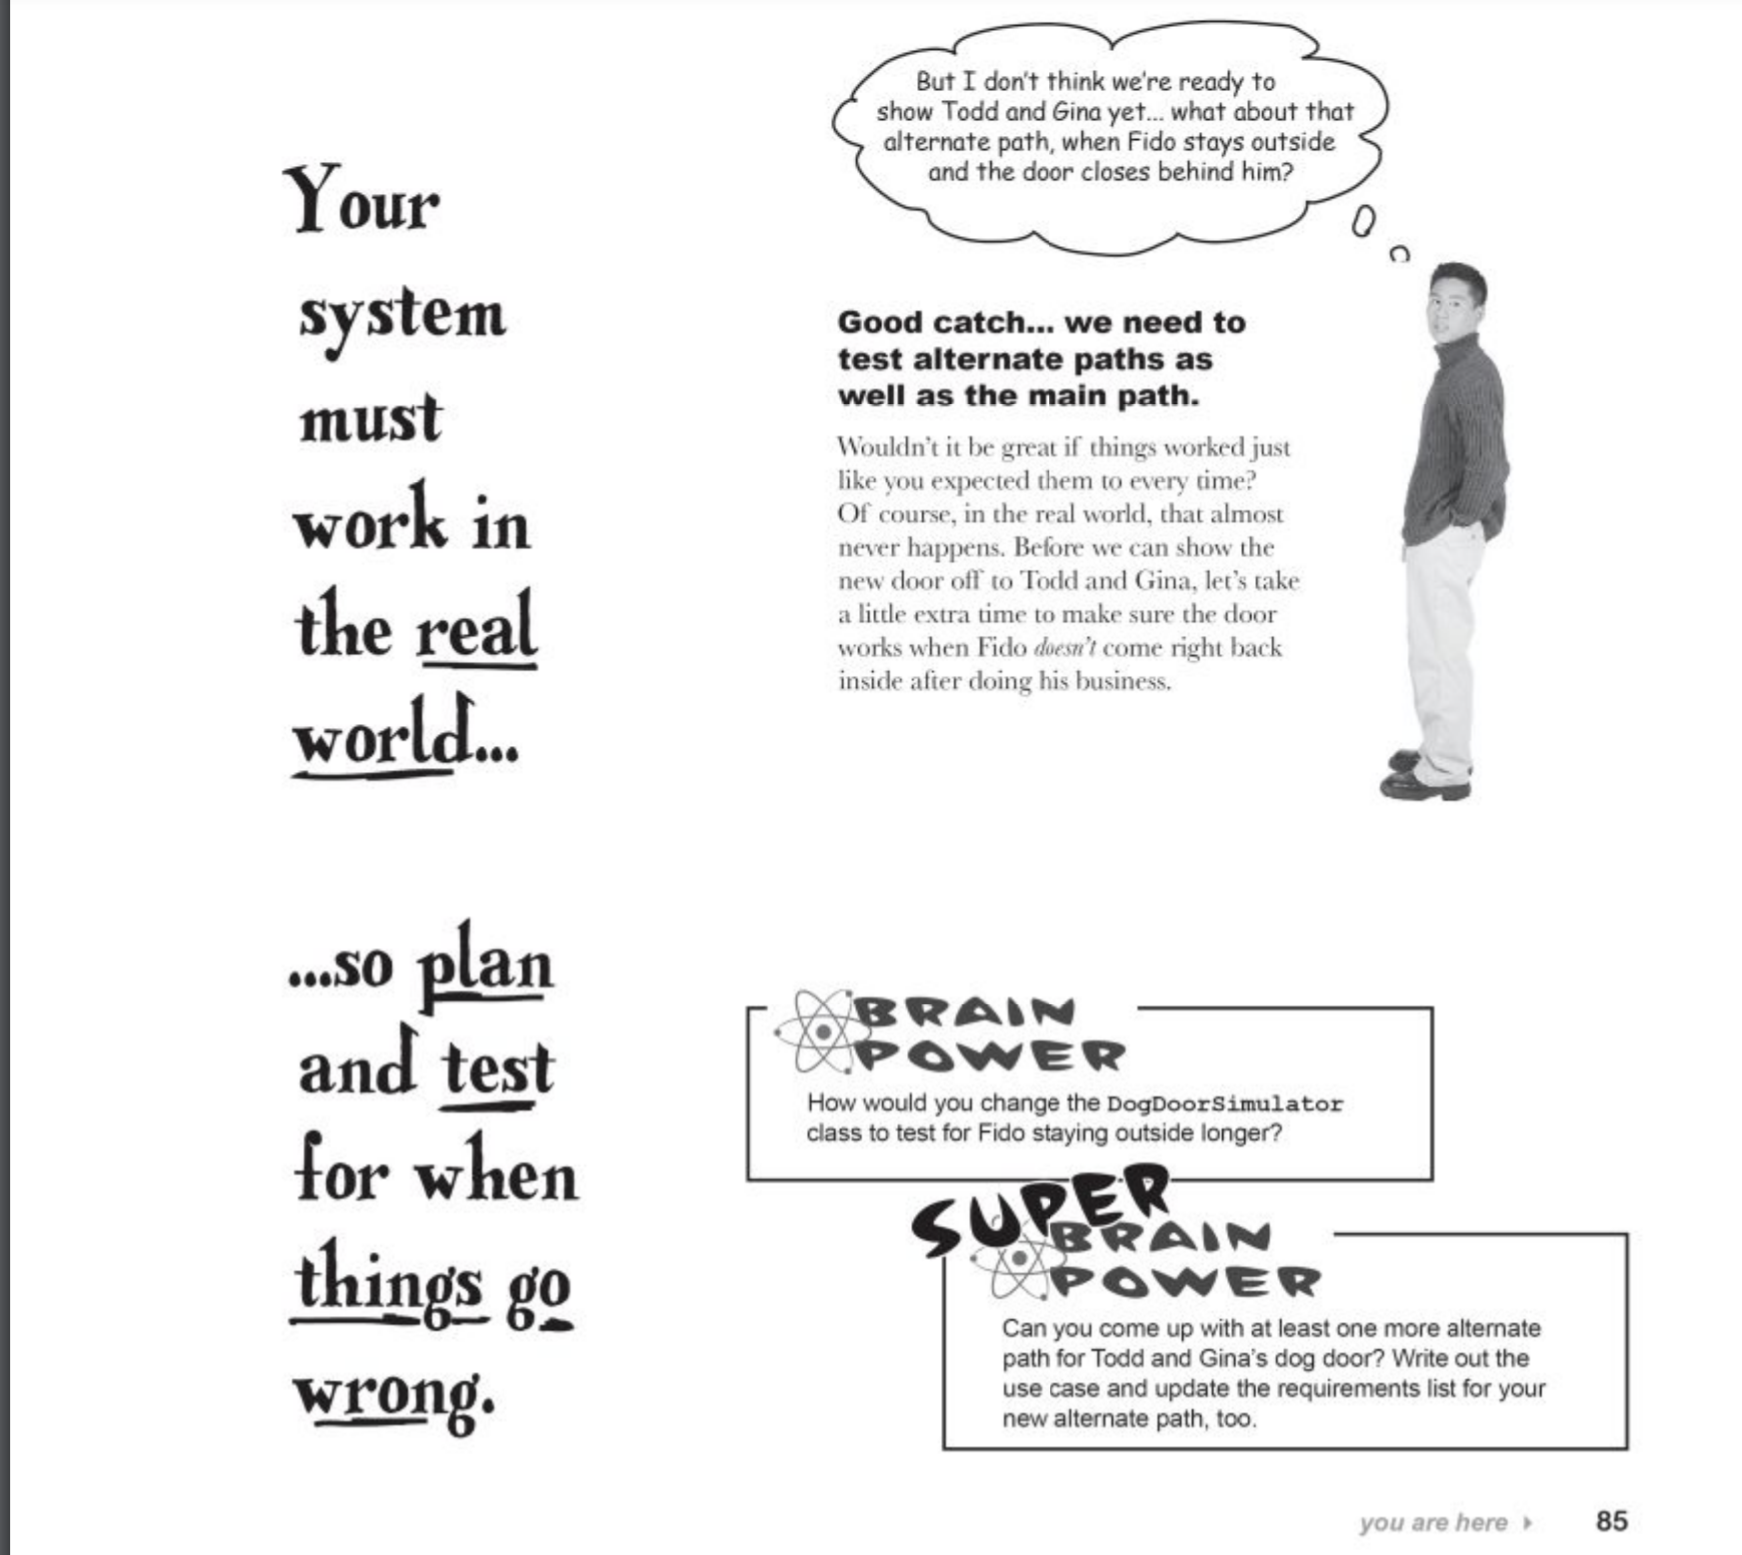 Your
system
must
work in
the real
world...
...so plan
and test
for when
things go
wrong.
But I don't think we're ready to
show Todd and Gina yet... what about that
alternate path, when Fido stays outside
and the door closes behind him?
Good catch... we need to
test alternate paths as
well as the main path.
Wouldn't it be great if things worked just
like you expected them to every time?
Of course, in the real world, that almost
never happens. Before we can show the
new door off to Todd and Gina, let's take
a little extra time to make sure the door
works when Fido doesn't come right back
inside after doing his business.
BRAIN
POWER
How would you change the DogDoorSimulator
class to test for Fido staying outside longer?
SUPER
BRAIN
POWER
Can you come up with at least one more alternate
path for Todd and Gina's dog door? Write out the
use case and update the requirements list for your
new alternate path, too.
you are here 85